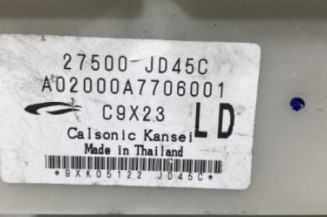 27500 JD45C
A02000A7706001
C9X23
LD
Calsonic Kansei
Made in Thailand
*9XK05122 JD45C*